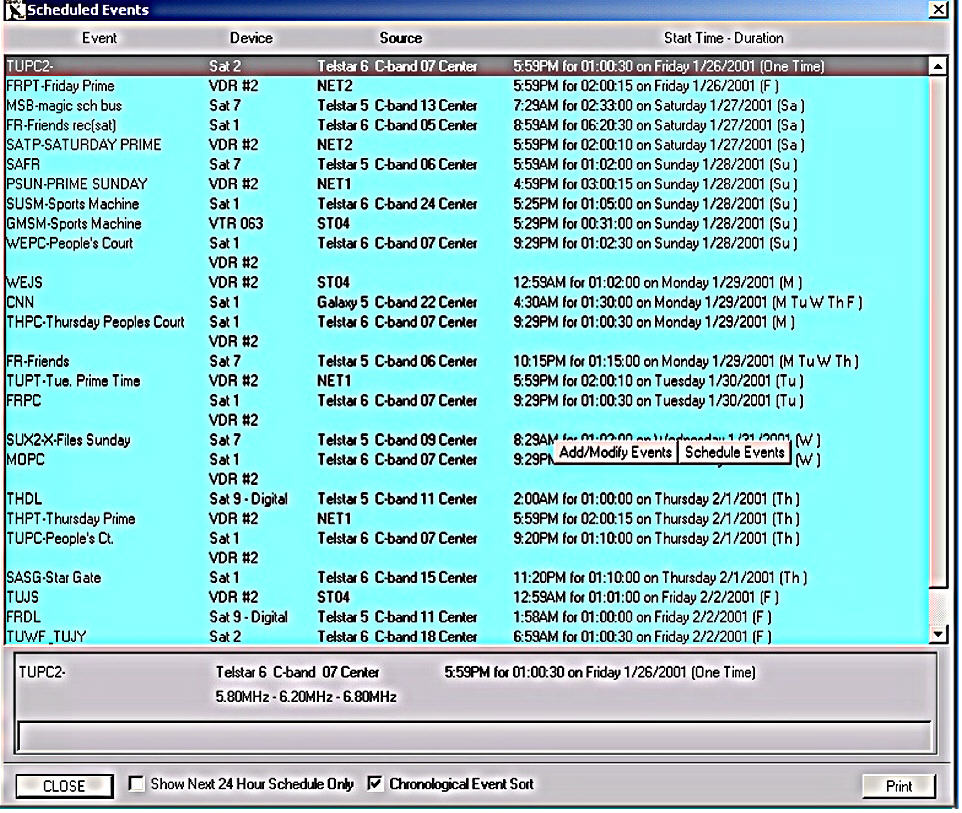 Scheduled Events
Event Device Source Start Time - Duration
TUPC2- Sat 2 Telstar 6 C-band 07 Center 5:59PM for 01:00:30 on Friday 1/26/2001 (One Time)
FRPT-Friday Prime VDR #2 NET2 5:59PM for 02:00:15 on Friday 1/26/2001 (F )
MSB-magic sch bus Sat 7 Telstar 5 C-band 13 Center 7:29AM for 02:33:00 on Saturday 1/27/2001 (Sa )
FR-Friends rec(sat) Sat 1 Telstar 6 C-band 05 Center 8:59AM for 06:20:30 on Saturday 1/27/2001 (Sa )
SATP-SATURDAY PRIME VDR #2 NET2 5:59PM for 02:00:10 on Saturday 1/27/2001 (Sa )
SAFR Sat 7 Telstar 5 C-band 06 Center 5:59AM for 01:02:00 on Sunday 1/28/2001 (Su )
PSUN-PRIME SUNDAY VDR #2 NET1 4:59PM for 03:00:15 on Sunday 1/28/2001 (Su )
SUSM-Sports Machine Sat 1 Telstar 6 C-band 24 Center 5:25PM for 01:05:00 on Sunday 1/28/2001 (Su )
GMSM-Sports Machine VTR 063 ST04 5:29PM for 00:31:00 on Sunday 1/28/2001 (Su )
WEPC-People's Court Sat 1 Telstar 6 C-band 07 Center 9:29PM for 01:02:30 on Sunday 1/28/2001 (Su )
VDR #2
WEJS VDR #2 ST04 12:59AM for 01:02:00 on Monday 1/29/2001 (M )
CNN Sat 1 Galaxy 5 C-band 22 Center 4:30AM for 01:30:00 on Monday 1/29/2001 (M Tu W Th F )
THPC-Thursday Peoples Court Sat 1 Telstar 6 C-band 07 Center 9:29PM for 01:00:30 on Monday 1/29/2001 (M )
VDR #2
FR-Friends Sat 7 Telstar 5 C-band 06 Center 10:15PM for 01:15:00 on Monday 1/29/2001 (M Tu W Th )
TUPT-Tue. Prime Time VDR #2 NET1 5:59PM for 02:00:10 on Tuesday 1/30/2001 (Tu )
FRPC Sat 1 Telstar 6 C-band 07 Center 9:29PM for 01:00:30 on Tuesday 1/30/2001 (Tu )
VDR #2
SUX2-X-Files Sunday Sat 7 Telstar 5 C-band 09 Center 8:29AM for 01:02:00 on Wednesday 1/31/2001 (W )
MOPC Sat 1 Telstar 6 C-band 07 Center 9:29PM (W )
Add/Modify Events Schedule Events
VDR #2
THDL Sat 9 - Digital Telstar 5 C-band 11 Center 2:00AM for 01:00:00 on Thursday 2/1/2001 (Th )
THPT-Thursday Prime VDR #2 NET1 5:59PM for 02:00:15 on Thursday 2/1/2001 (Th )
TUPC-People's Ct. Sat 1 Telstar 6 C-band 07 Center 9:20PM for 01:10:00 on Thursday 2/1/2001 (Th )
VDR #2
SASG-Star Gate Sat 1 Telstar 6 C-band 15 Center 11:20PM for 01:10:00 on Thursday 2/1/2001 (Th )
TUJS VDR #2 ST04 12:59AM for 01:01:00 on Friday 2/2/2001 (F )
FRDL Sat 9 - Digital Telstar 5 C-band 11 Center 1:58AM for 01:00:00 on Friday 2/2/2001 (F )
TUWF_TUJY Sat 2 Telstar 6 C-band 18 Center 6:59AM for 01:00:30 on Friday 2/2/2001 (F )
TUPC2- Telstar 6 C-band 07 Center 5:59PM for 01:00:30 on Friday 1/26/2001 (One Time)
5.80MHz - 6.20MHz - 6.80MHz
CLOSE Show Next 24 Hour Schedule Only Chronological Event Sort Print